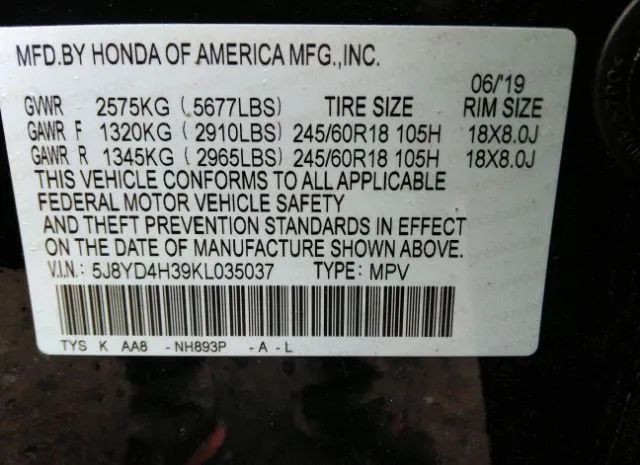 MFD.BY HONDA OF AMERICA MFG.,INC.
06/'19
GVWR 2575KG ( 5677LBS) TIRE SIZE RIM SIZE
GAWR F 1320KG ( 2910LBS) 245/60R18 105H 18X8.0J
GAWR R 1345KG ( 2965LBS) 245/60R18 105H 18X8.0J
THIS VEHICLE CONFORMS TO ALL APPLICABLE
FEDERAL MOTOR VEHICLE SAFETY
AND THEFT PREVENTION STANDARDS IN EFFECT
ON THE DATE OF MANUFACTURE SHOWN ABOVE.
V.I.N.: 5J8YD4H39KL035037 TYPE: MPV
TYS K AA8 - NH893P - A - L